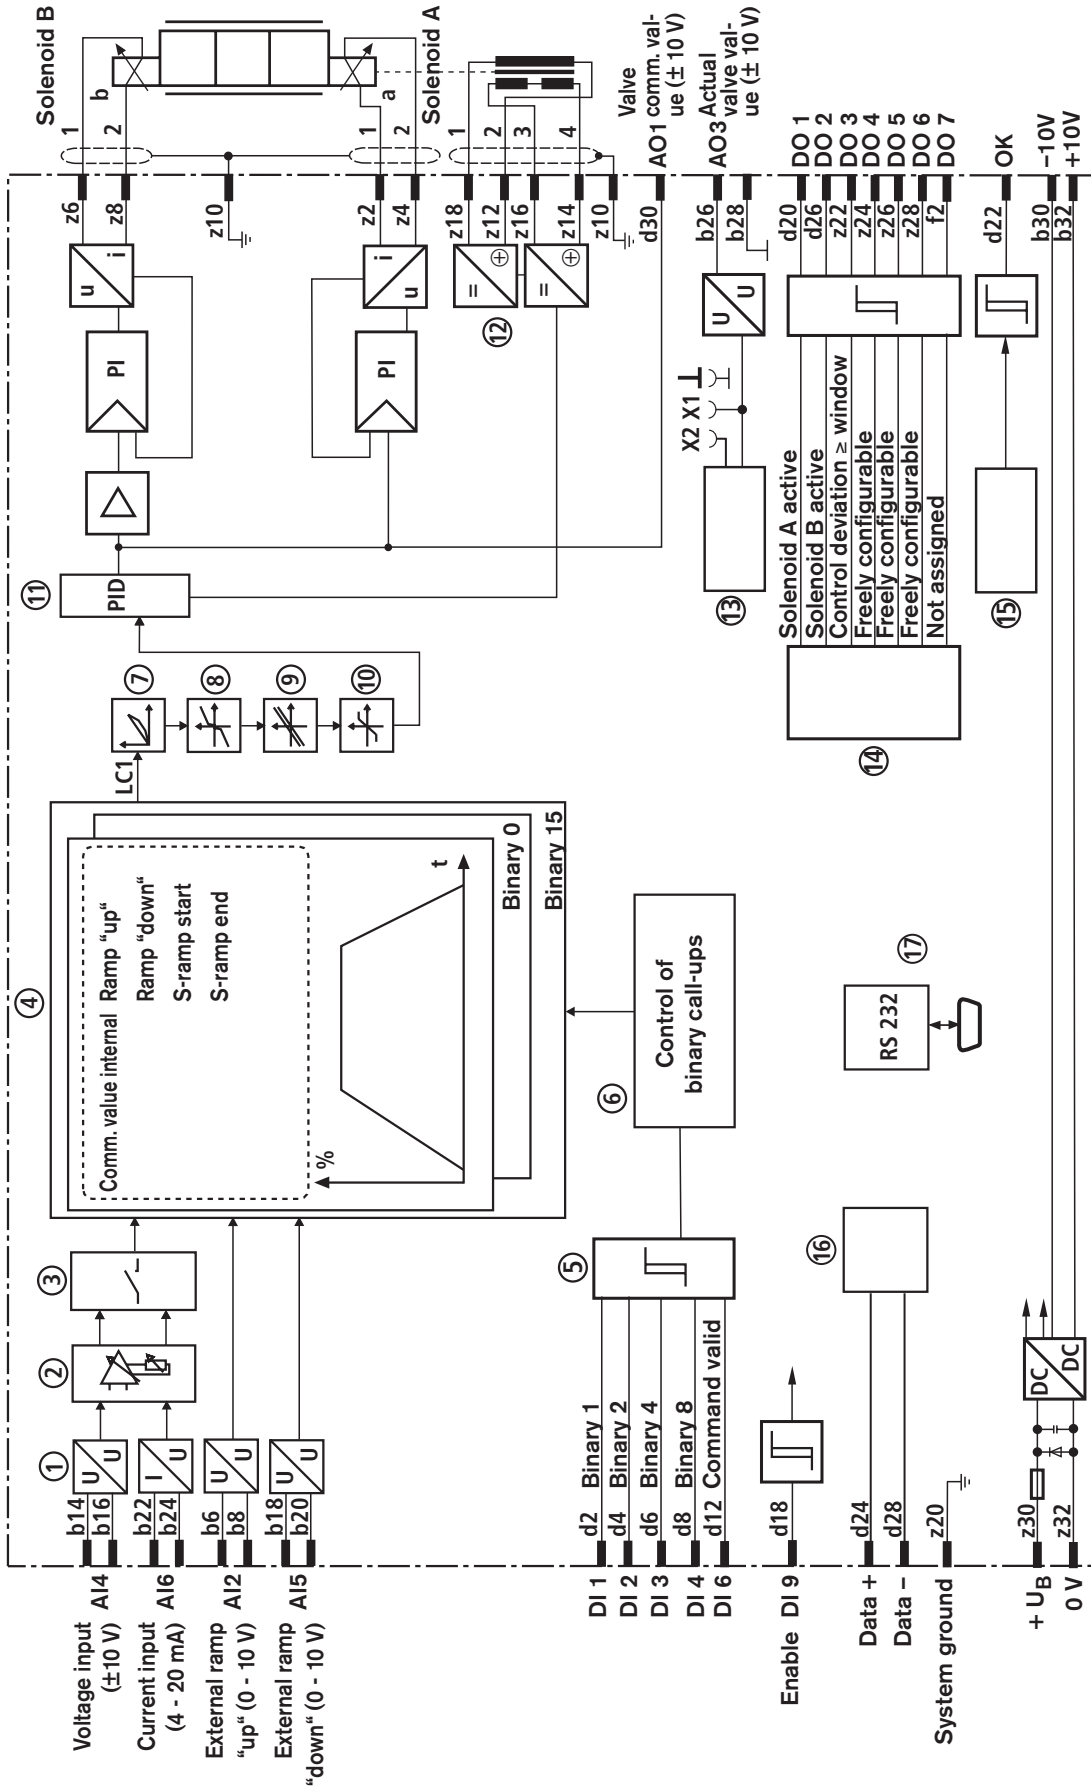 Voltage input
(±10 V)
AI4
b14
b16
Current input
(4 - 20 mA)
AI6
b22
b24
External ramp
"up“ (0 - 10 V)
AI2
b6
b8
External ramp
"down“ (0 - 10 V)
AI5
b18
b20
1
U
U
I
U
U
U
U
U
2
3
4
Comm. value internal
Ramp "up“
Ramp "down“
S-ramp start
S-ramp end
%
t
Binary 0
Binary 15
LC1
7
8
9
10
11
PID
PI
u
i
z6
z8
1
2
Solenoid B
b
z10
PI
u
i
z2
z4
1
2
a
Solenoid A
12
=
=
z18
z12
z16
z14
z10
1
2
3
4
d30
AO1
Valve
comm. val-
ue (± 10 V)
13
X2 X1
U
U
b26
b28
AO3
Actual
valve val-
ue (± 10 V)
DI 1
d2
Binary 1
DI 2
d4
Binary 2
DI 3
d6
Binary 4
DI 4
d8
Binary 8
DI 6
d12
Command valid
5
6
Control of
binary call-ups
14
Solenoid A active
d20
DO 1
Solenoid B active
d26
DO 2
Control deviation ≥ window
z22
DO 3
Freely configurable
z24
DO 4
Freely configurable
z26
DO 5
Freely configurable
z28
DO 6
Not assigned
f2
DO 7
Enable DI 9
d18
15
d22
OK
Data +
d24
Data −
d28
16
RS 232
17
System ground
z20
+ UB
z30
0 V
z32
DC
DC
b30
−10V
b32
+10V